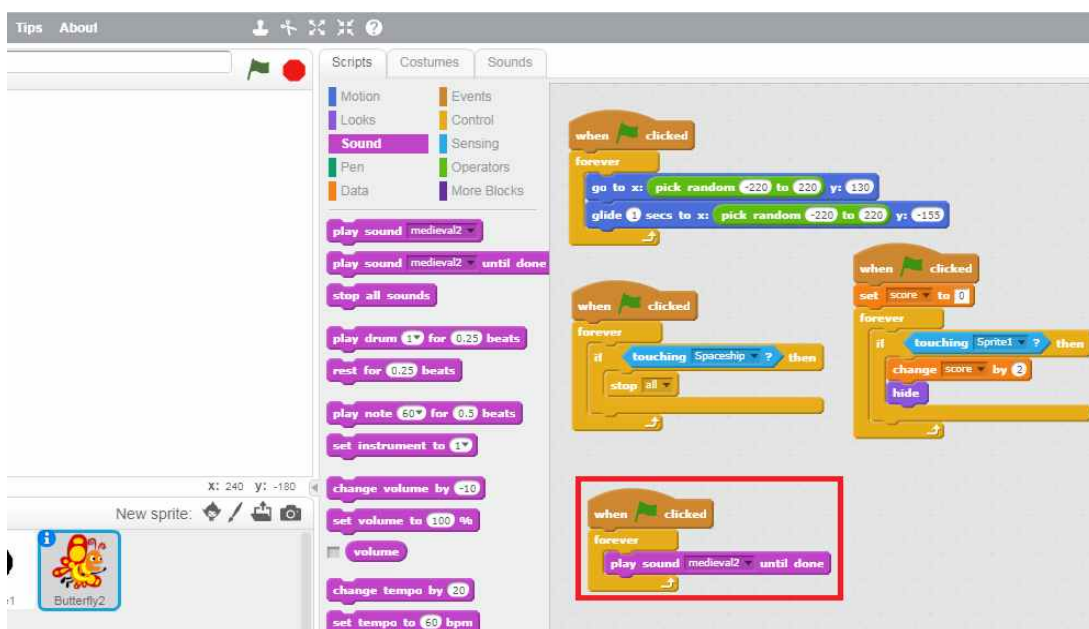 Tips About
Scripts Costumes Sounds
Motion Events
Looks Control
Sound Sensing
Pen Operators
Data More Blocks
play sound medieval2
play sound medieval2 until done
stop all sounds
play drum 1 for 0.25 beats
rest for 0.25 beats
play note 60 for 0.5 beats
set instrument to 1
change volume by -10
set volume to 100 %
volume
change tempo by 20
set tempo to 60 bpm
when clicked
forever
go to x: pick random -220 to 220 y: 130
glide 1 secs to x: pick random -220 to 220 y: -155
when clicked
forever
if touching Spaceship ? then
stop all
when clicked
set score to 0
forever
if touching Sprite1 ? then
change score by 2
hide
when clicked
forever
play sound medieval2 until done
x: 240 y: -180
New sprite:
Butterfly2